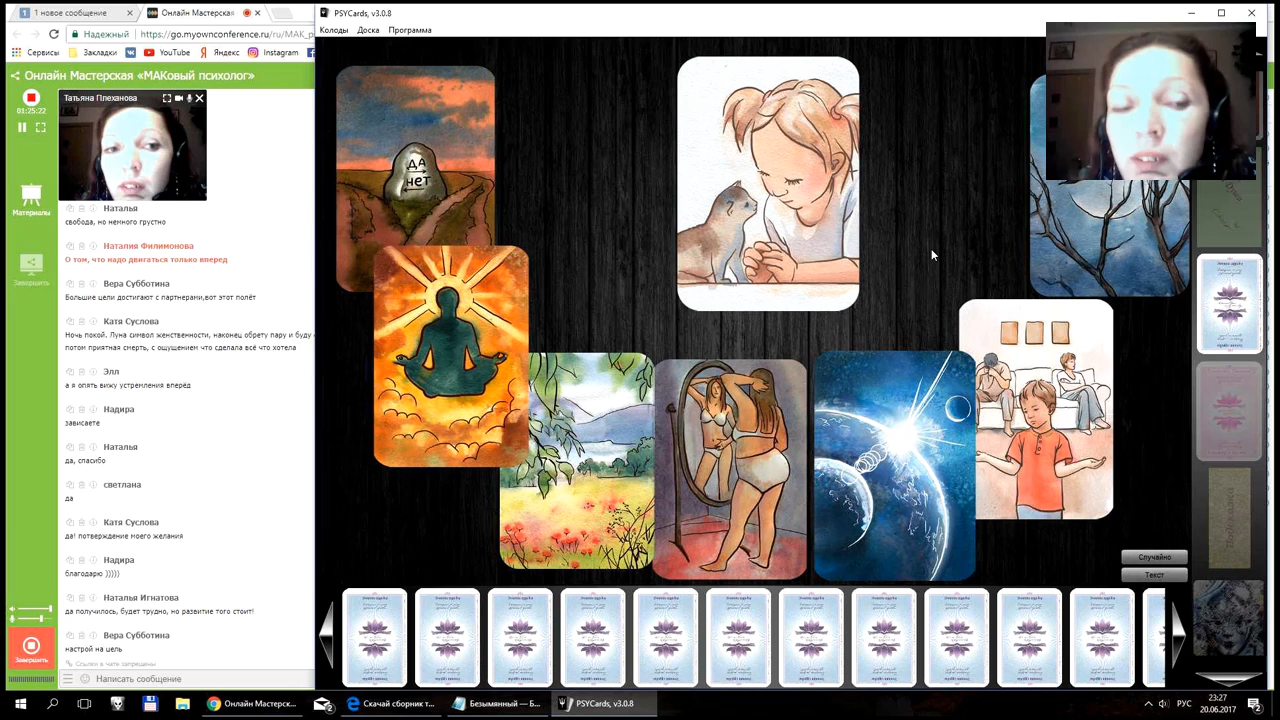 1 новое сообщение
Онлайн Мастерская
PSYCards, v3.0.8
Надежный
https://go.myownconference.ru/ru/MAK_p
Колоды Доска Программа
Сервисы Закладки YouTube Яндекс Instagram
Онлайн Мастерская «МАКовый психолог»
01:25:22
Татьяна Плеханова
Материалы
Завершить
Наталья
свобода, но немного грустно
Наталия Филимонова
О том, что надо двигаться только вперед
Вера Субботина
Большие цели достигают с партнерами,вот этот полёт
Катя Суслова
Ночь покой. Луна символ женственности, наконец обрету пару и буду
потом приятная смерть, с ощущением что сделала всё что хотела
Элл
а я опять вижу устремления вперёд
Надира
зависаете
Наталья
да, спасибо
светлана
да
Катя Суслова
да! потверждение моего желания
Надира
благодарю )))))
Наталья Игнатова
да получилось, будет трудно, но развитие того стоит!
Вера Субботина
настрой на цель
Ссылки в чате запрещены
Завершить
Написать сообщение
ДА
НЕТ
Случайно
Текст
Онлайн Мастерск...
2
Скачай сборник т...
Безымянный — Б...
PSYCards, v3.0.8
РУС
23:27
20.06.2017
2